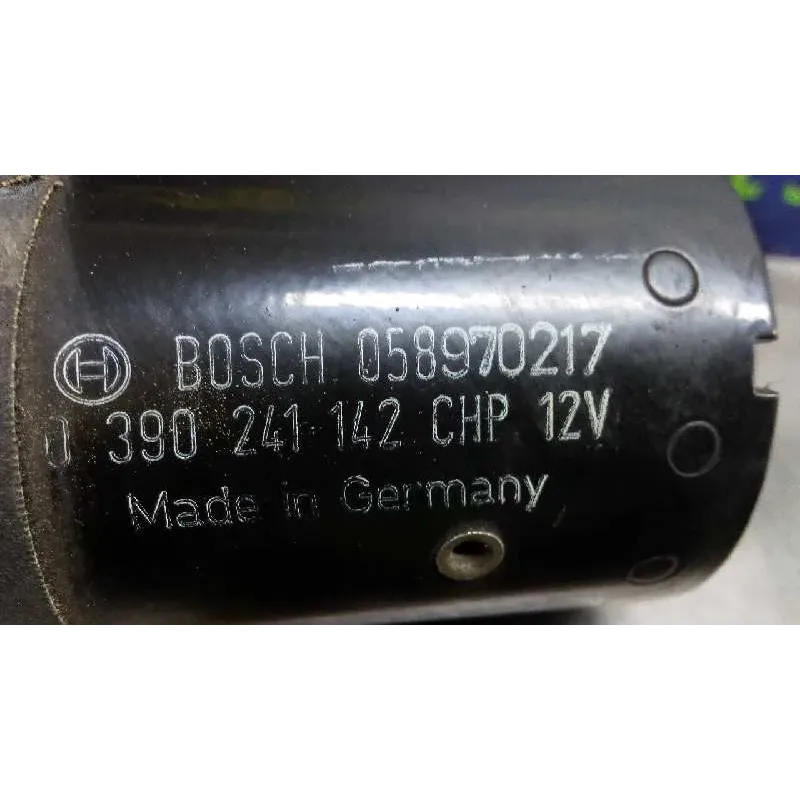 BOSCH 058970217
0 390 241 142 CHP 12V
Made in Germany